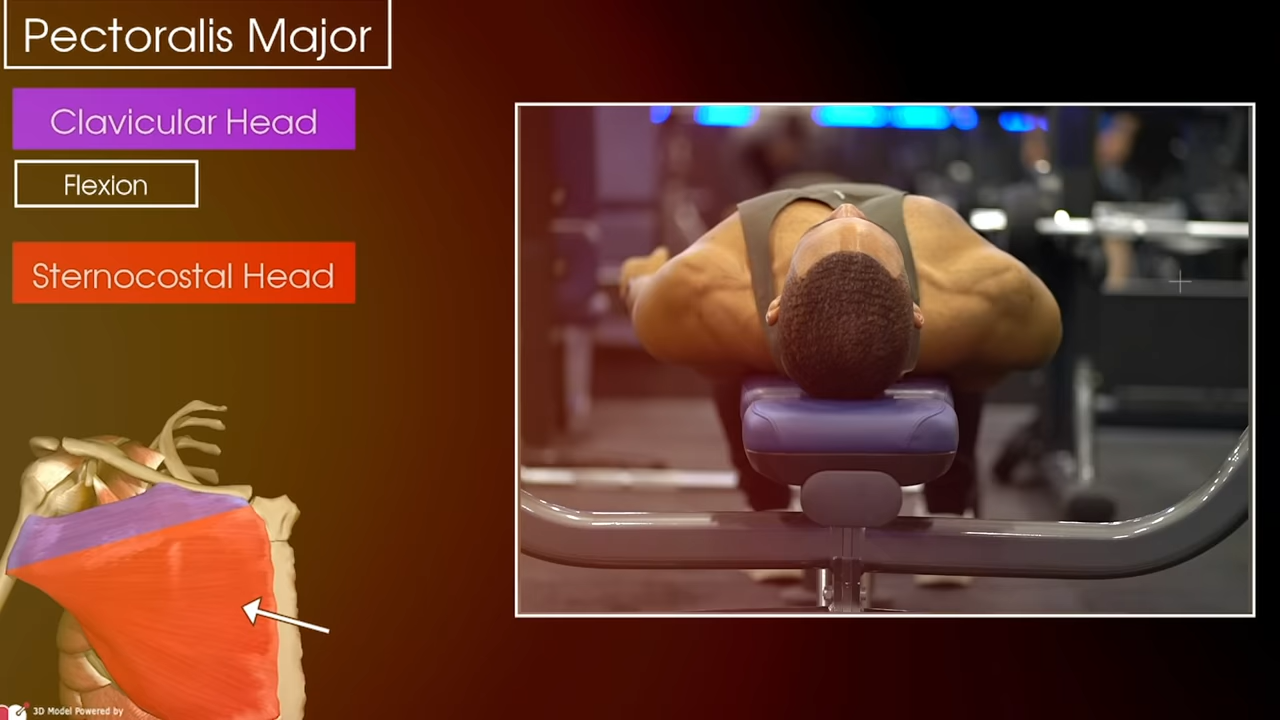 Pectoralis Major
Clavicular Head
Flexion
Sternocostal Head
3D Model Powered by